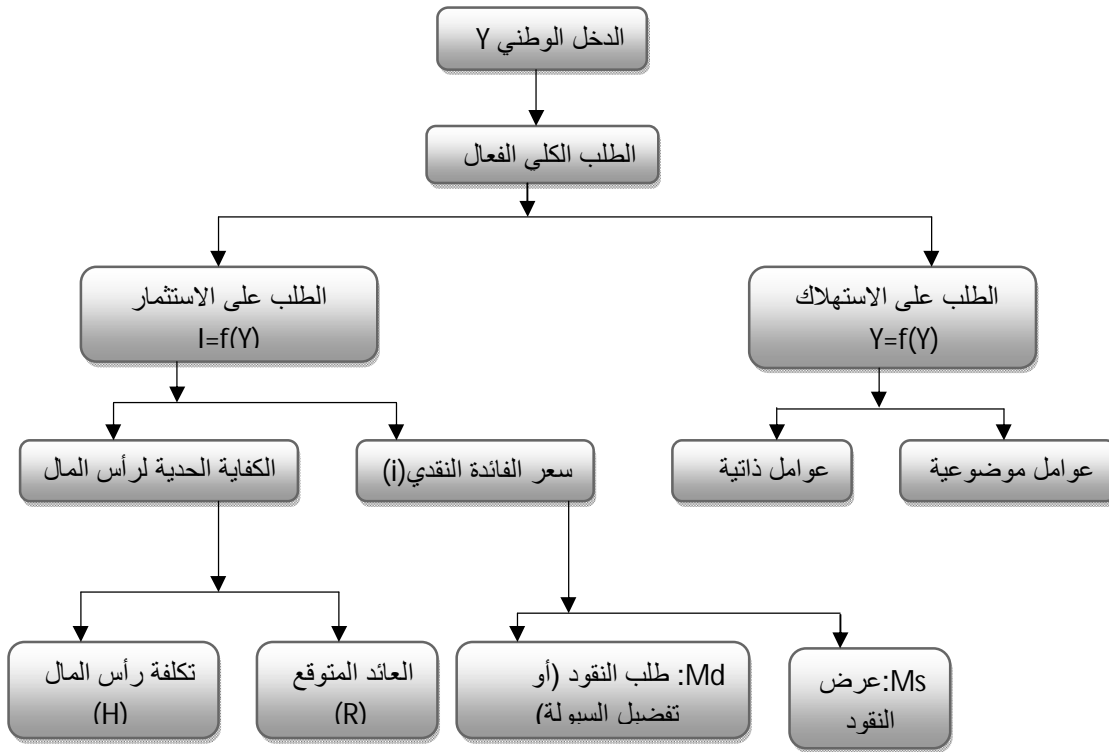 الدخل الوطني Y
الطلب الكلي الفعال
الطلب على الاستهلاك
Y=f(Y)
الطلب على الاستثمار
I=f(Y)
عوامل موضوعية
عوامل ذاتية
سعر الفائدة النقدي(i)
الكفاية الحدية لرأس المال
Ms:عرض
النقود
Md: طلب النقود (أو
تفضيل السيولة)
العائد المتوقع
(R)
تكلفة رأس المال
(H)